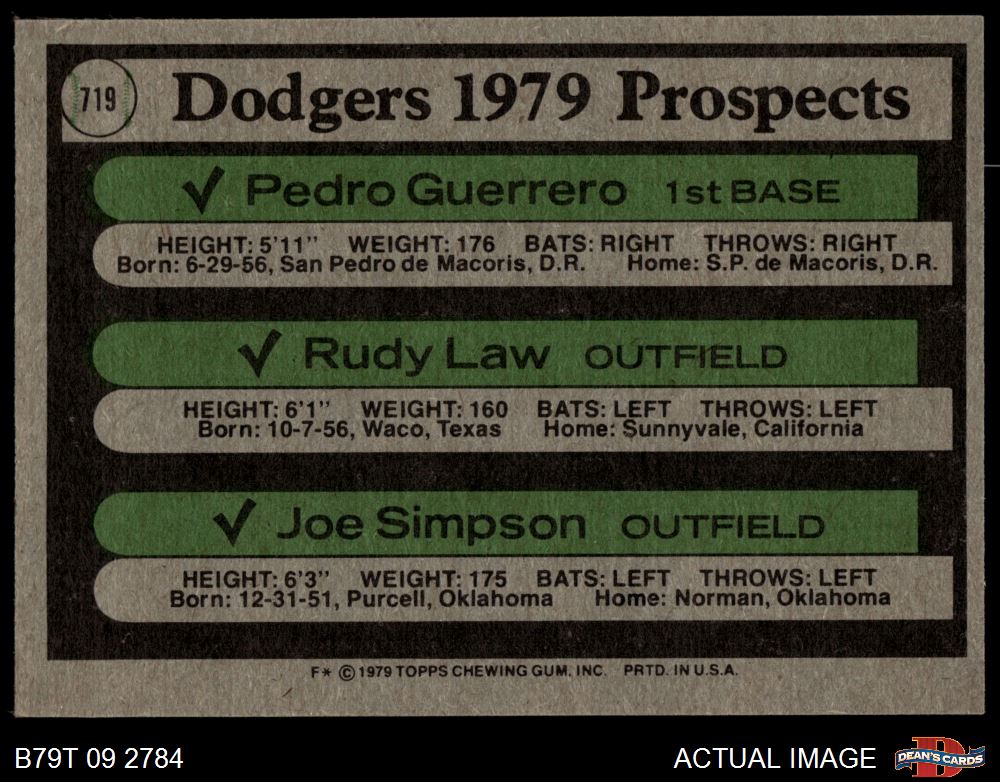 719
Dodgers 1979 Prospects
✓ Pedro Guerrero 1st BASE
HEIGHT: 5'11" WEIGHT: 176 BATS: RIGHT THROWS: RIGHT
Born: 6-29-56, San Pedro de Macoris, D.R. Home: S.P. de Macoris, D.R.
✓ Rudy Law OUTFIELD
HEIGHT: 6'1" WEIGHT: 160 BATS: LEFT THROWS: LEFT
Born: 10-7-56, Waco, Texas Home: Sunnyvale, California
✓ Joe Simpson OUTFIELD
HEIGHT: 6'3" WEIGHT: 175 BATS: LEFT THROWS: LEFT
Born: 12-31-51, Purcell, Oklahoma Home: Norman, Oklahoma
F* © 1979 TOPPS CHEWING GUM, INC. PRTD. IN U.S.A.
B79T 09 2784
ACTUAL IMAGE
D
DEAN'S CARDS